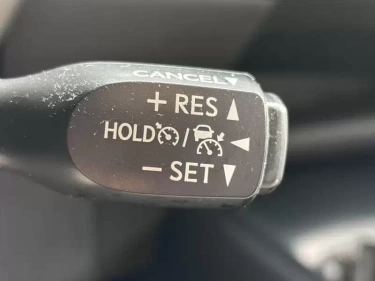 CANCEL
+ RES
HOLD /
− SET